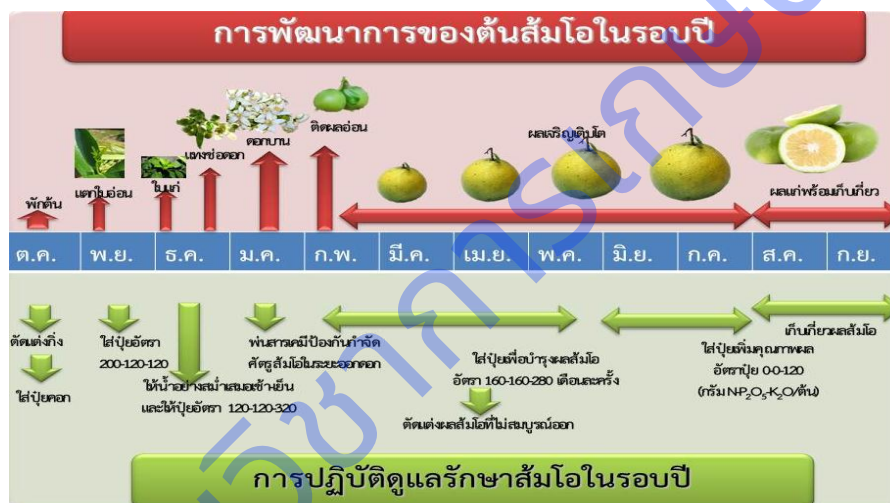 การพัฒนาการของต้นส้มโอในรอบปี
พักต้น
แตกใบอ่อน
ใบแก่
แทงช่อดอก
ดอกบาน
ติดผลอ่อน
ผลเจริญเติบโต
ผลแก่พร้อมเก็บเกี่ยว
ต.ค. พ.ย. ธ.ค. ม.ค. ก.พ. มี.ค. เม.ย. พ.ค. มิ.ย. ก.ค. ส.ค. ก.ย.
ตัดแต่งกิ่ง
ใส่ปุ๋ยคอก
ใส่ปุ๋ยอัตรา
200-120-120
ให้น้ำอย่างสม่ำเสมอเช้า-เย็น
และให้ปุ๋ยอัตรา 120-120-320
พ่นสารเคมีป้องกันกำจัด
ศัตรูส้มโอในระยะออกดอก
ใส่ปุ๋ยเพื่อบำรุงผลส้มโอ
อัตรา 160-160-280 เดือนละครั้ง
ตัดแต่งผลส้มโอที่ไม่สมบูรณ์ออก
ใส่ปุ๋ยเพิ่มคุณภาพผล
อัตราปุ๋ย 0-0-120
(กรัม N-P₂O₅-K₂O/ต้น)
เก็บเกี่ยวผลส้มโอ
การปฏิบัติดูแลรักษาส้มโอในรอบปี